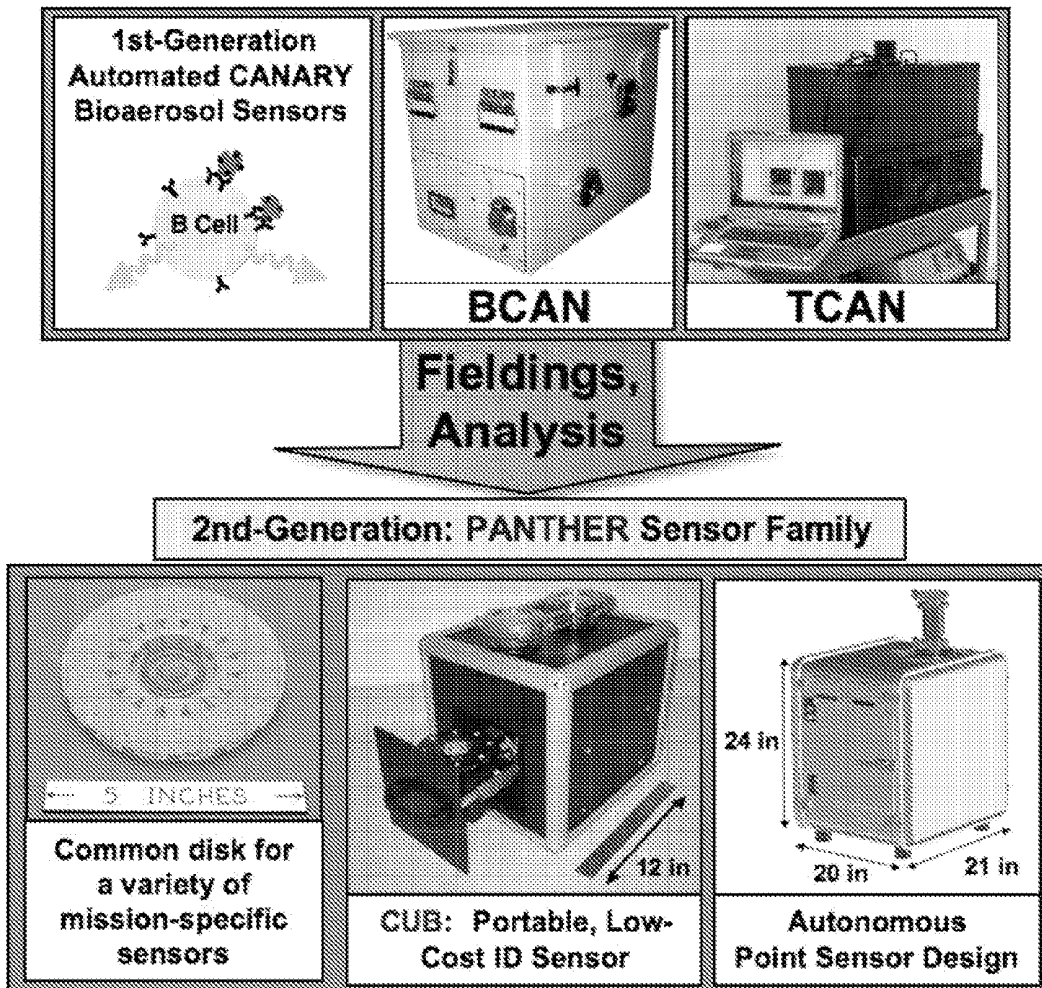 1st-Generation
Automated CANARY
Bioaerosol Sensors
B Cell
BCAN
TCAN
Fieldings,
Analysis
2nd-Generation: PANTHER Sensor Family
5 INCHES
Common disk for
a variety of
mission-specific
sensors
12 in
CUB: Portable, Low-
Cost ID Sensor
24 in
20 in
21 in
Autonomous
Point Sensor Design